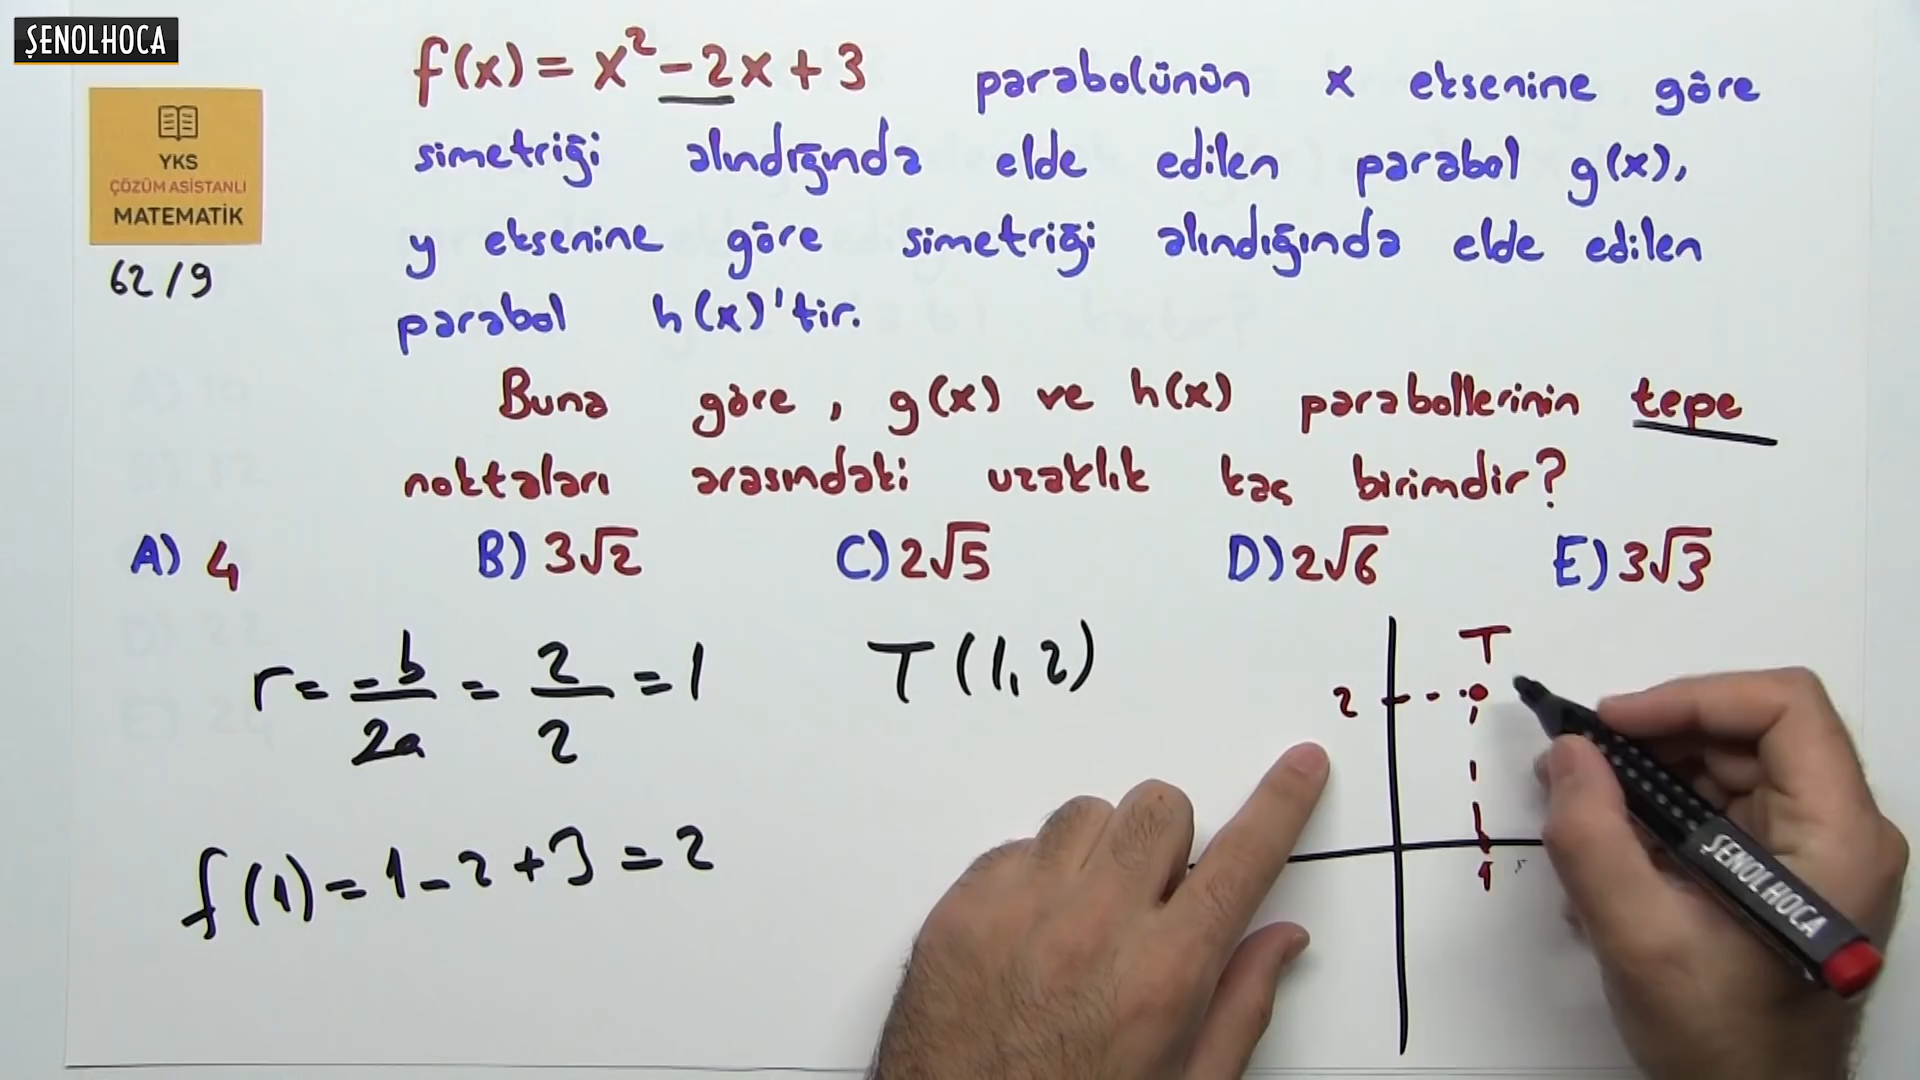 ŞENOLHOCA
YKS
ÇÖZÜM ASİSTANLI
MATEMATİK
62/9
f(x) = x² - 2x + 3 parabolünün x eksenine göre
simetriği alındığında elde edilen parabol g(x),
y eksenine göre simetriği alındığında elde edilen
parabol h(x)'tir.
Buna göre, g(x) ve h(x) parabollerinin tepe
noktaları arasındaki uzaklık kaç birimdir?
A) 4 B) 3√2 C) 2√5 D) 2√6 E) 3√3
r = -b/2a = 2/2 = 1 T(1,2)
T
2
1
f(1) = 1 - 2 + 3 = 2
ŞENOLHOCA